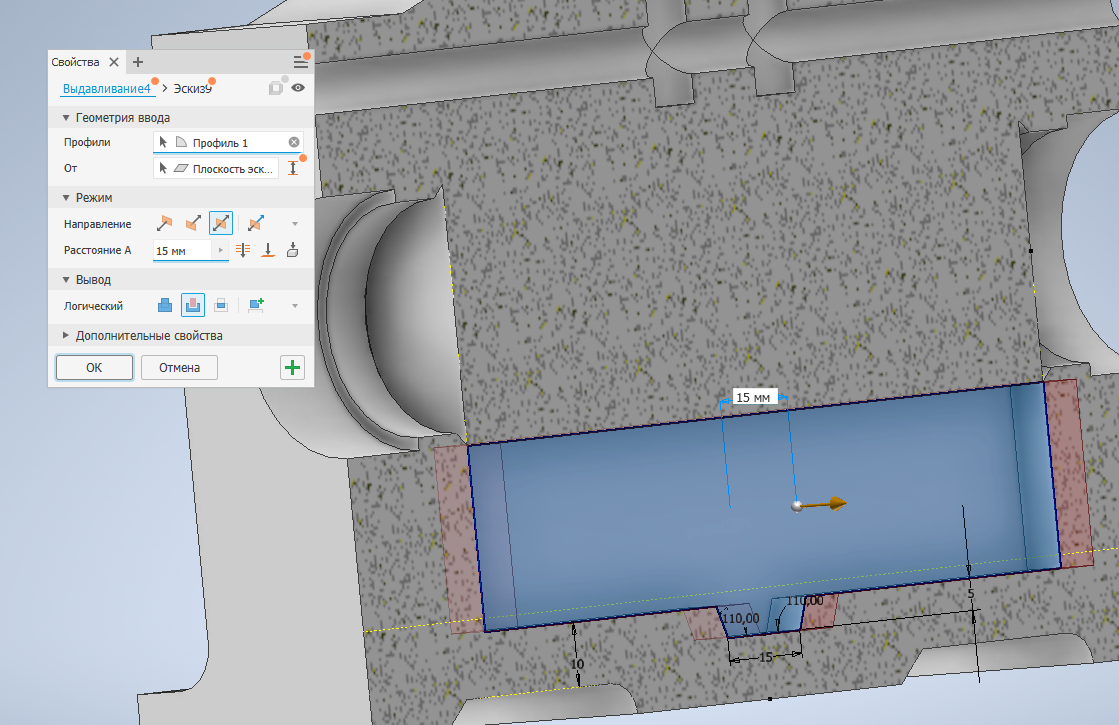 Свойства
Выдавливание4 > Эскиз9
Геометрия ввода
Профили Профиль 1
От Плоскость эск...
Режим
Направление
Расстояние A 15 мм
Вывод
Логический
Дополнительные свойства
ОК Отмена
15 мм
110,00
110,00
5
15
10